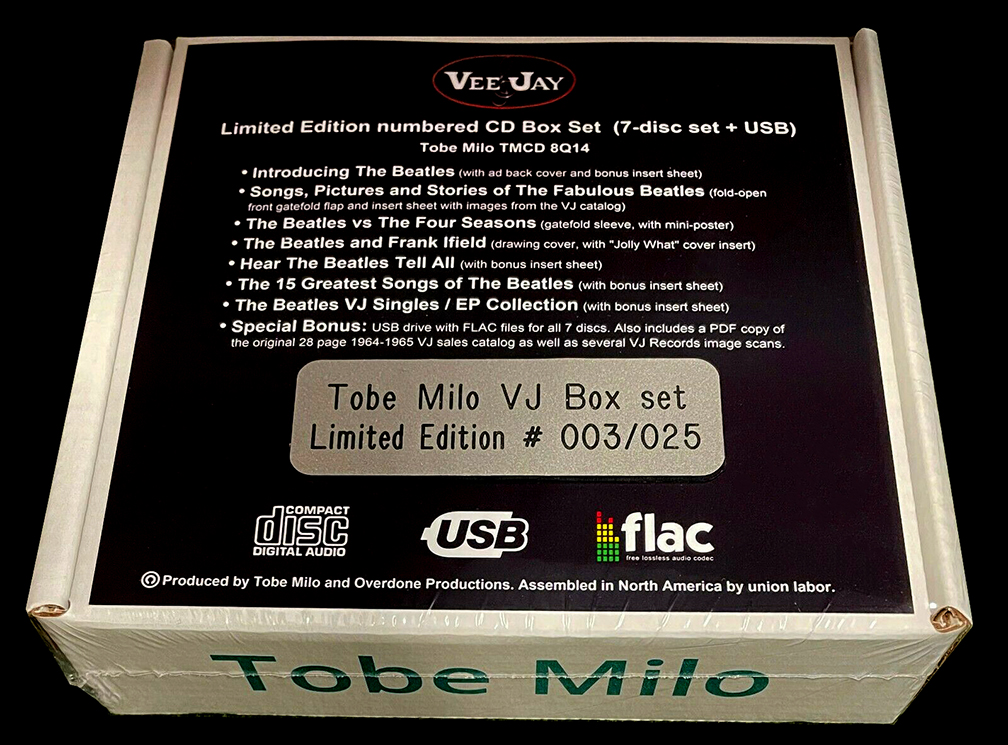 VEE JAY
Limited Edition numbered CD Box Set (7-disc set + USB)
Tobe Milo TMCD 8Q14
• Introducing The Beatles (with ad back cover and bonus insert sheet)
• Songs, Pictures and Stories of The Fabulous Beatles (fold-open
front gatefold flap and insert sheet with images from the VJ catalog)
• The Beatles vs The Four Seasons (gatefold sleeve, with mini-poster)
• The Beatles and Frank Ifield (drawing cover, with "Jolly What" cover insert)
• Hear The Beatles Tell All (with bonus insert sheet)
• The 15 Greatest Songs of The Beatles (with bonus insert sheet)
• The Beatles VJ Singles / EP Collection (with bonus insert sheet)
• Special Bonus: USB drive with FLAC files for all 7 discs. Also includes a PDF copy of
the original 28 page 1964-1965 VJ sales catalog as well as several VJ Records image scans.
Tobe Milo VJ Box set
Limited Edition # 003/025
COMPACT
disc
DIGITAL AUDIO
USB
flac
free lossless audio codec
Produced by Tobe Milo and Overdone Productions. Assembled in North America by union labor.
Tobe Milo